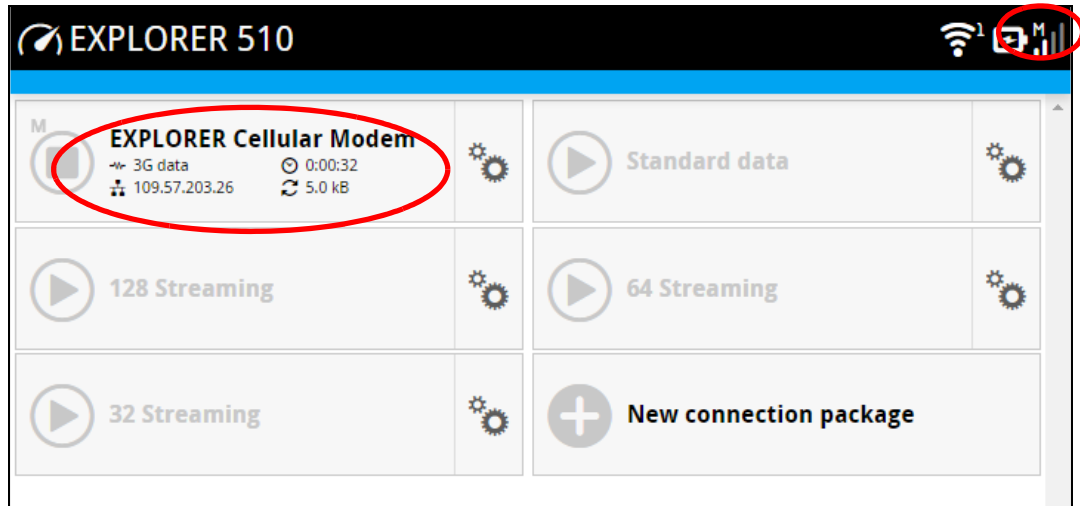 EXPLORER 510
1
M
M
EXPLORER Cellular Modem
3G data 0:00:32
109.57.203.26 5.0 kB
Standard data
128 Streaming
64 Streaming
32 Streaming
New connection package